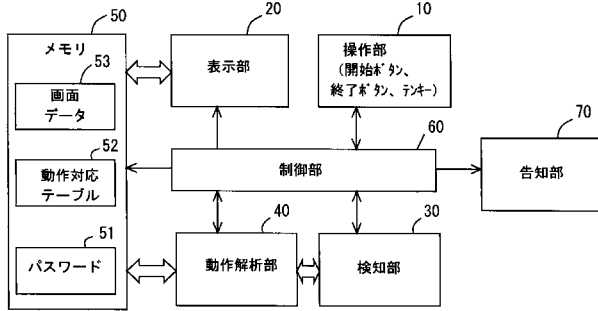 50
メモリ
53
画面
データ
52
動作対応
テーブル
51
パスワード
20
表示部
10
操作部
(開始ボタン、
終了ボタン、テンキー)
60
制御部
70
告知部
40
動作解析部
30
検知部